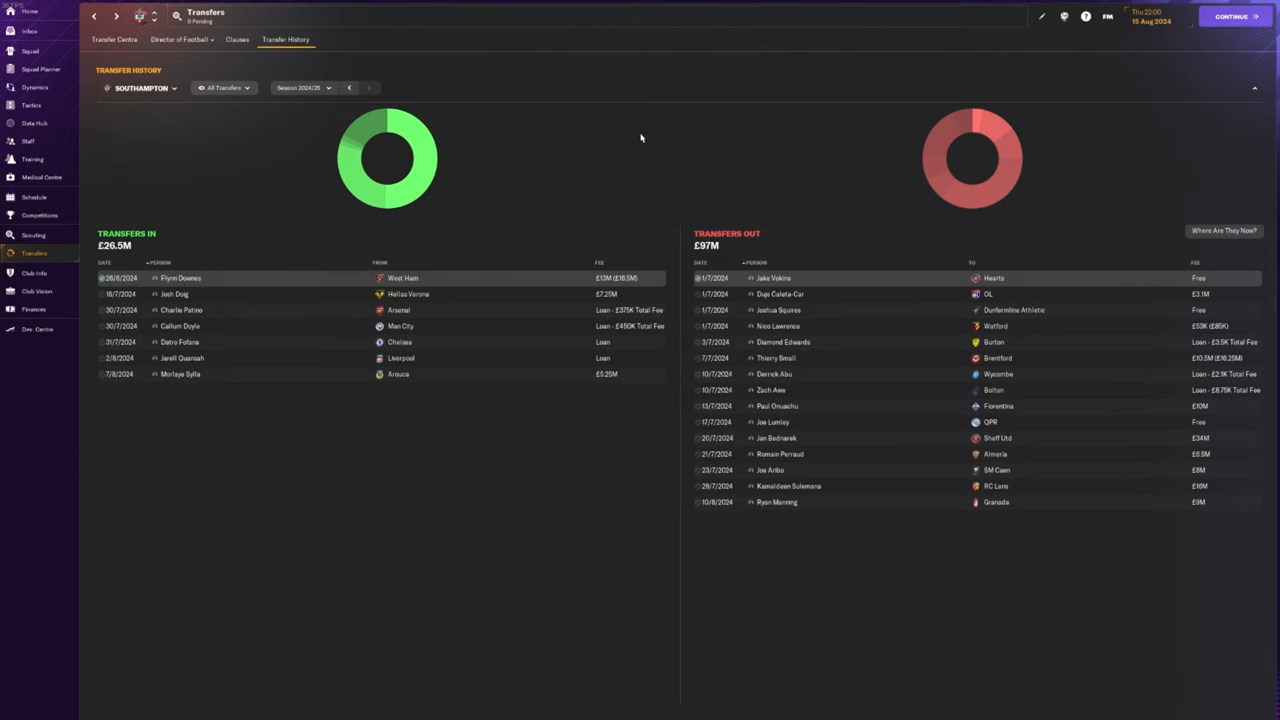 36 FPS
Home
Inbox
Squad
Squad Planner
Dynamics
Tactics
Data Hub
Staff
Training
Medical Centre
Schedule
Competitions
Scouting
Transfers
Club Info
Club Vision
Finances
Dev. Centre
Transfers
0 Pending
FM
Thu 22:00
15 Aug 2024
CONTINUE
Transfer Centre Director of Football Clauses Transfer History
TRANSFER HISTORY
SOUTHAMPTON All Transfers Season 2024/25
TRANSFERS IN
£26.5M
DATE PERSON FROM FEE
26/6/2024 Flynn Downes West Ham £13M (£16.5M)
18/7/2024 Josh Doig Hellas Verona £7.25M
30/7/2024 Charlie Patino Arsenal Loan - £375K Total Fee
30/7/2024 Callum Doyle Man City Loan - £450K Total Fee
31/7/2024 Datro Fofana Chelsea Loan
2/8/2024 Jarell Quansah Liverpool Loan
7/8/2024 Morlaye Sylla Arouca £5.25M
TRANSFERS OUT
£97M
Where Are They Now?
DATE PERSON TO FEE
1/7/2024 Jake Vokins Hearts Free
1/7/2024 Duje Caleta-Car OL £3.1M
1/7/2024 Joshua Squires Dunfermline Athletic Free
1/7/2024 Nico Lawrence Watford £53K (£85K)
3/7/2024 Diamond Edwards Burton Loan - £3.5K Total Fee
7/7/2024 Thierry Small Brentford £10.5M (£16.25M)
10/7/2024 Derrick Abu Wycombe Loan - £2.1K Total Fee
10/7/2024 Zach Awe Bolton Loan - £8.75K Total Fee
13/7/2024 Paul Onuachu Fiorentina £10M
17/7/2024 Joe Lumley QPR Free
20/7/2024 Jan Bednarek Sheff Utd £34M
21/7/2024 Romain Perraud Almeria £6.5M
23/7/2024 Joe Aribo SM Caen £8M
29/7/2024 Kamaldeen Sulemana RC Lens £16M
10/8/2024 Ryan Manning Granada £9M